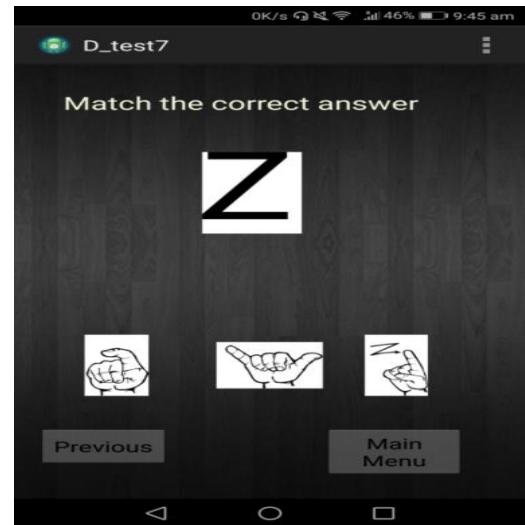 0K/s 46% 9:45 am
D_test7
Match the correct answer
Z
Z
Previous
Main
Menu